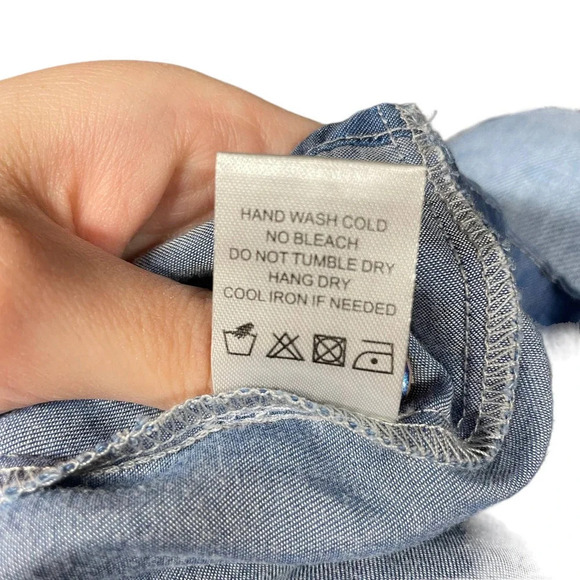 HAND WASH COLD
NO BLEACH
DO NOT TUMBLE DRY
HANG DRY
COOL IRON IF NEEDED